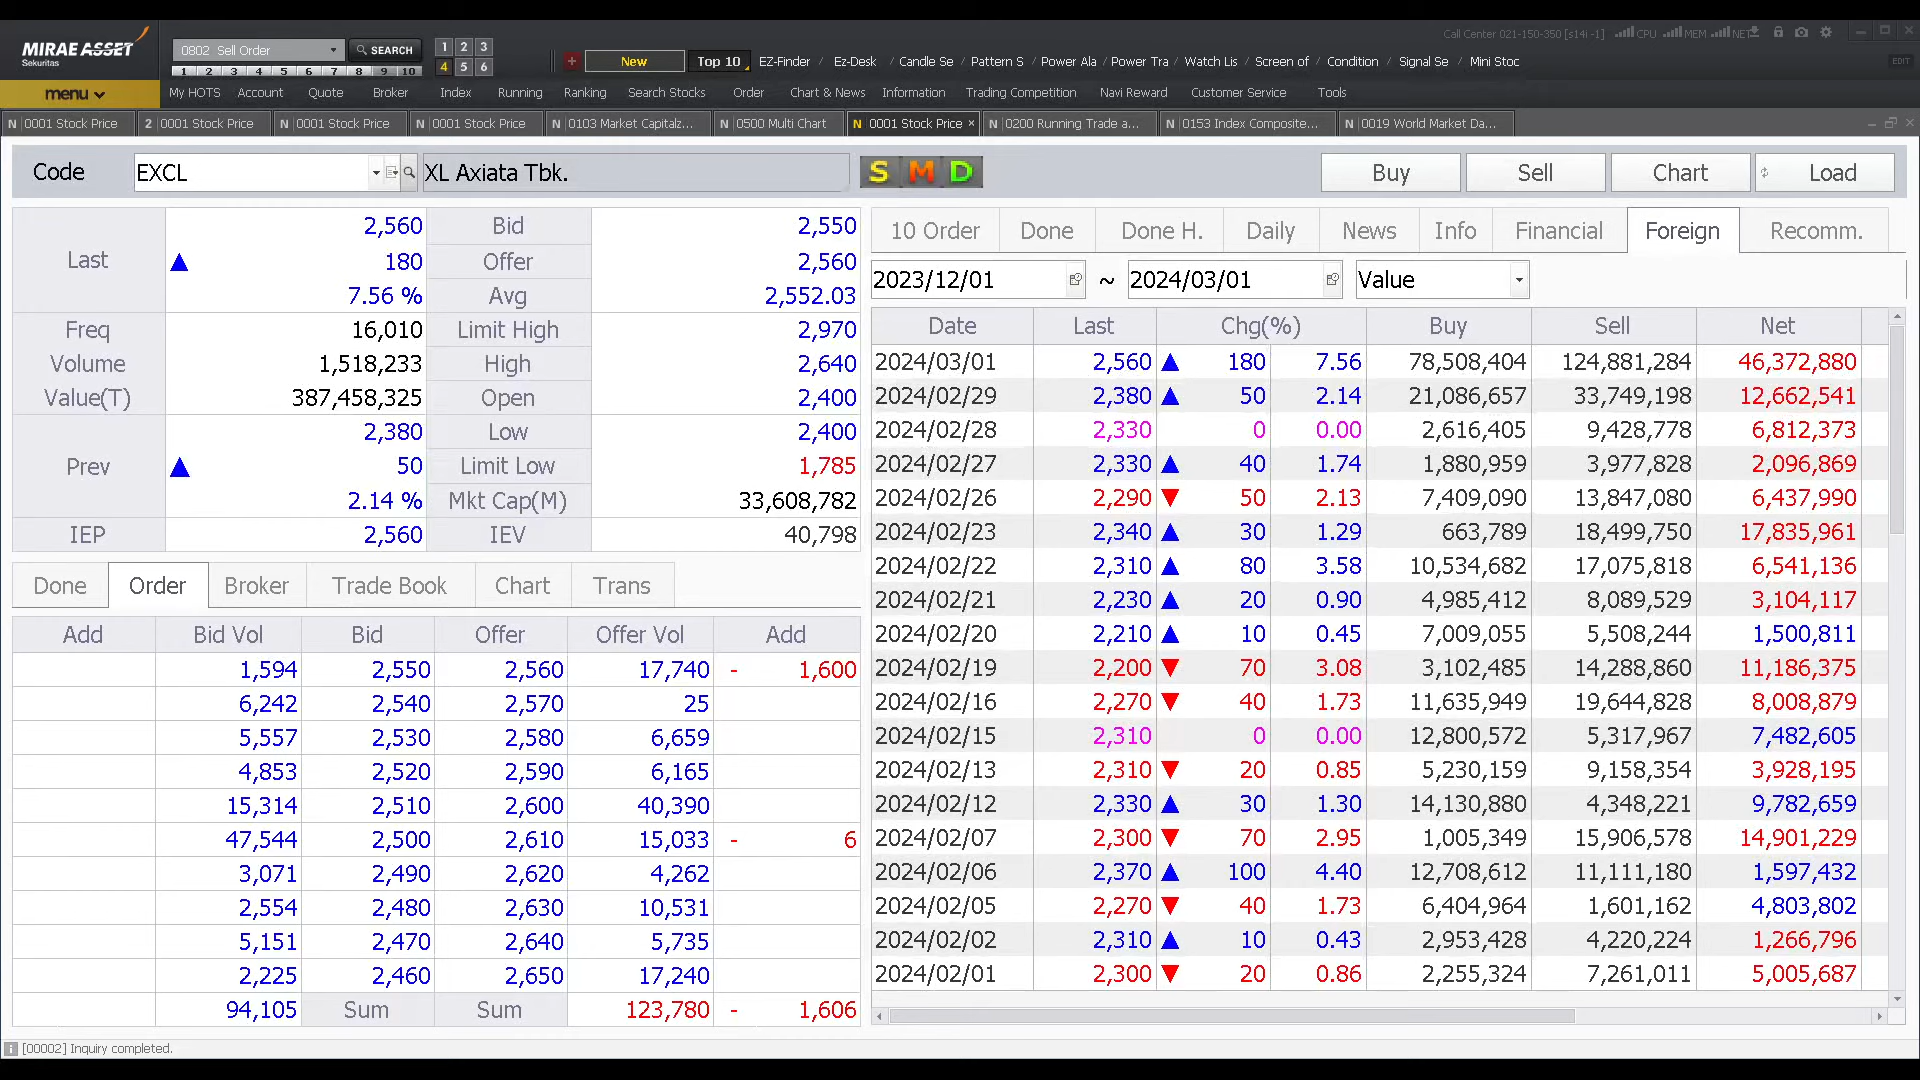 MIRAE ASSET
Sekuritas
0802 Sell Order
SEARCH
1 2 3
4 5 6
1 2 3 4 5 6 7 8 9 10
+ New
Top 10
EZ-Finder / Ez-Desk / Candle Se / Pattern S / Power Ala / Power Tra / Watch Lis / Screen of / Condition / Signal Se / Mini Stoc
Call Center 021-150-350 [s14i -1] CPU MEM NET
EDIT
menu
My HOTS Account Quote Broker Index Running Ranking Search Stocks Order Chart & News Information Trading Competition Navi Reward Customer Service Tools
N 0001 Stock Price 2 0001 Stock Price N 0001 Stock Price N 0001 Stock Price N 0103 Market Capitalz... N 0500 Multi Chart N 0001 Stock Price × N 0200 Running Trade a... N 0153 Index Composite... N 0019 World Market Da...
Code EXCL XL Axiata Tbk. S M D Buy Sell Chart Load
Last 2,560 Bid 2,550
▲ 180 Offer 2,560
7.56 % Avg 2,552.03
Freq 16,010 Limit High 2,970
Volume 1,518,233 High 2,640
Value(T) 387,458,325 Open 2,400
Prev 2,380 Low 2,400
▲ 50 Limit Low 1,785
2.14 % Mkt Cap(M) 33,608,782
IEP 2,560 IEV 40,798
Done Order Broker Trade Book Chart Trans
Add Bid Vol Bid Offer Offer Vol Add
1,594 2,550 2,560 17,740 - 1,600
6,242 2,540 2,570 25
5,557 2,530 2,580 6,659
4,853 2,520 2,590 6,165
15,314 2,510 2,600 40,390
47,544 2,500 2,610 15,033 - 6
3,071 2,490 2,620 4,262
2,554 2,480 2,630 10,531
5,151 2,470 2,640 5,735
2,225 2,460 2,650 17,240
94,105 Sum Sum 123,780 - 1,606
10 Order Done Done H. Daily News Info Financial Foreign Recomm.
2023/12/01 ~ 2024/03/01 Value
Date Last Chg(%) Buy Sell Net
2024/03/01 2,560 ▲ 180 7.56 78,508,404 124,881,284 46,372,880
2024/02/29 2,380 ▲ 50 2.14 21,086,657 33,749,198 12,662,541
2024/02/28 2,330 0 0.00 2,616,405 9,428,778 6,812,373
2024/02/27 2,330 ▲ 40 1.74 1,880,959 3,977,828 2,096,869
2024/02/26 2,290 ▼ 50 2.13 7,409,090 13,847,080 6,437,990
2024/02/23 2,340 ▲ 30 1.29 663,789 18,499,750 17,835,961
2024/02/22 2,310 ▲ 80 3.58 10,534,682 17,075,818 6,541,136
2024/02/21 2,230 ▲ 20 0.90 4,985,412 8,089,529 3,104,117
2024/02/20 2,210 ▲ 10 0.45 7,009,055 5,508,244 1,500,811
2024/02/19 2,200 ▼ 70 3.08 3,102,485 14,288,860 11,186,375
2024/02/16 2,270 ▼ 40 1.73 11,635,949 19,644,828 8,008,879
2024/02/15 2,310 0 0.00 12,800,572 5,317,967 7,482,605
2024/02/13 2,310 ▼ 20 0.85 5,230,159 9,158,354 3,928,195
2024/02/12 2,330 ▲ 30 1.30 14,130,880 4,348,221 9,782,659
2024/02/07 2,300 ▼ 70 2.95 1,005,349 15,906,578 14,901,229
2024/02/06 2,370 ▲ 100 4.40 12,708,612 11,111,180 1,597,432
2024/02/05 2,270 ▼ 40 1.73 6,404,964 1,601,162 4,803,802
2024/02/02 2,310 ▲ 10 0.43 2,953,428 4,220,224 1,266,796
2024/02/01 2,300 ▼ 20 0.86 2,255,324 7,261,011 5,005,687
i [00002] Inquiry completed.